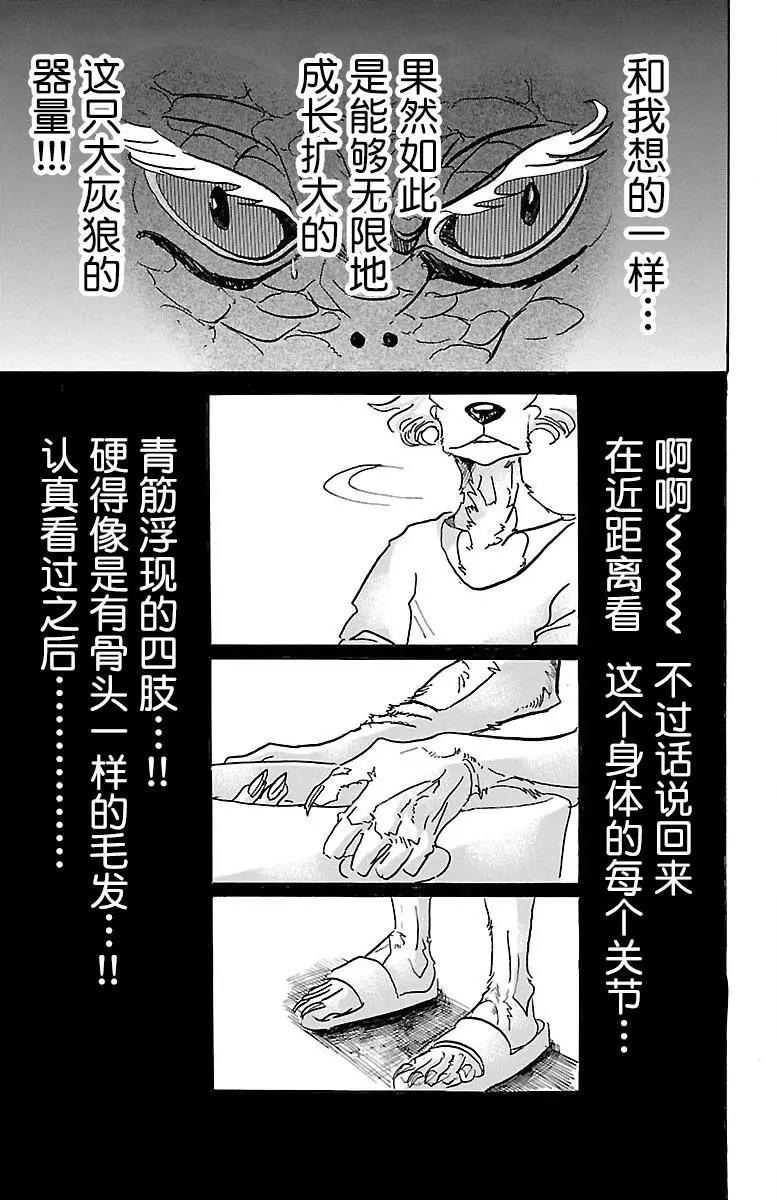 和我想的一样…
果然如此
是能够无限地
成长扩大的
这只大灰狼的
器量!!!
啊啊~~~~
在近距离看
不过话说回来
这个身体的每个关节…
青筋浮现的四肢…!!
硬得像是有骨头一样的毛发…!!
认真看过之后…………